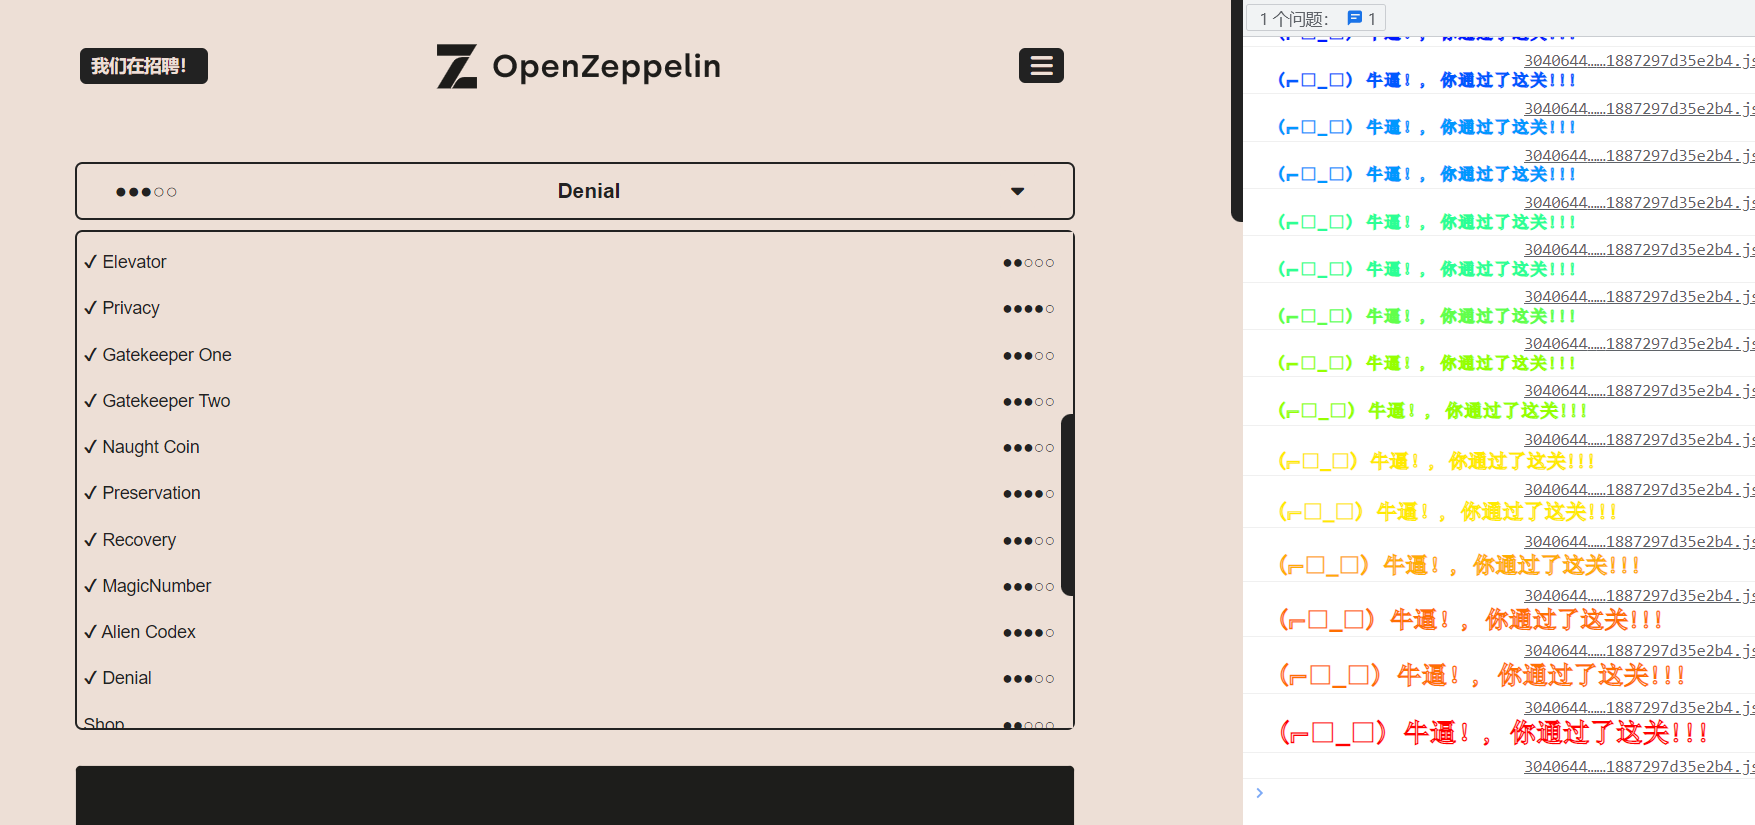 我们在招聘!
OpenZeppelin
●●●○○ Denial
✓ Elevator ●●○○○
✓ Privacy ●●●●○
✓ Gatekeeper One ●●●○○
✓ Gatekeeper Two ●●●○○
✓ Naught Coin ●●●○○
✓ Preservation ●●●●○
✓ Recovery ●●●○○
✓ MagicNumber ●●●○○
✓ Alien Codex ●●●●○
✓ Denial ●●●○○
Shop ●●○○○
1 个问题: 1
3040644……1887297d35e2b4.js
(⌐□_□) 牛逼!, 你通过了这关!!!
3040644……1887297d35e2b4.js
(⌐□_□) 牛逼!, 你通过了这关!!!
3040644……1887297d35e2b4.js
(⌐□_□) 牛逼!, 你通过了这关!!!
3040644……1887297d35e2b4.js
(⌐□_□) 牛逼!, 你通过了这关!!!
3040644……1887297d35e2b4.js
(⌐□_□) 牛逼!, 你通过了这关!!!
3040644……1887297d35e2b4.js
(⌐□_□) 牛逼!, 你通过了这关!!!
3040644……1887297d35e2b4.js
(⌐□_□) 牛逼!, 你通过了这关!!!
3040644……1887297d35e2b4.js
(⌐□_□) 牛逼!, 你通过了这关!!!
3040644……1887297d35e2b4.js
(⌐□_□) 牛逼!, 你通过了这关!!!
3040644……1887297d35e2b4.js
(⌐□_□) 牛逼!, 你通过了这关!!!
3040644……1887297d35e2b4.js
(⌐□_□) 牛逼!, 你通过了这关!!!
3040644……1887297d35e2b4.js
(⌐□_□) 牛逼!, 你通过了这关!!!
3040644……1887297d35e2b4.js
(⌐□_□) 牛逼!, 你通过了这关!!!
3040644……1887297d35e2b4.js
(⌐□_□) 牛逼!, 你通过了这关!!!
3040644……1887297d35e2b4.js